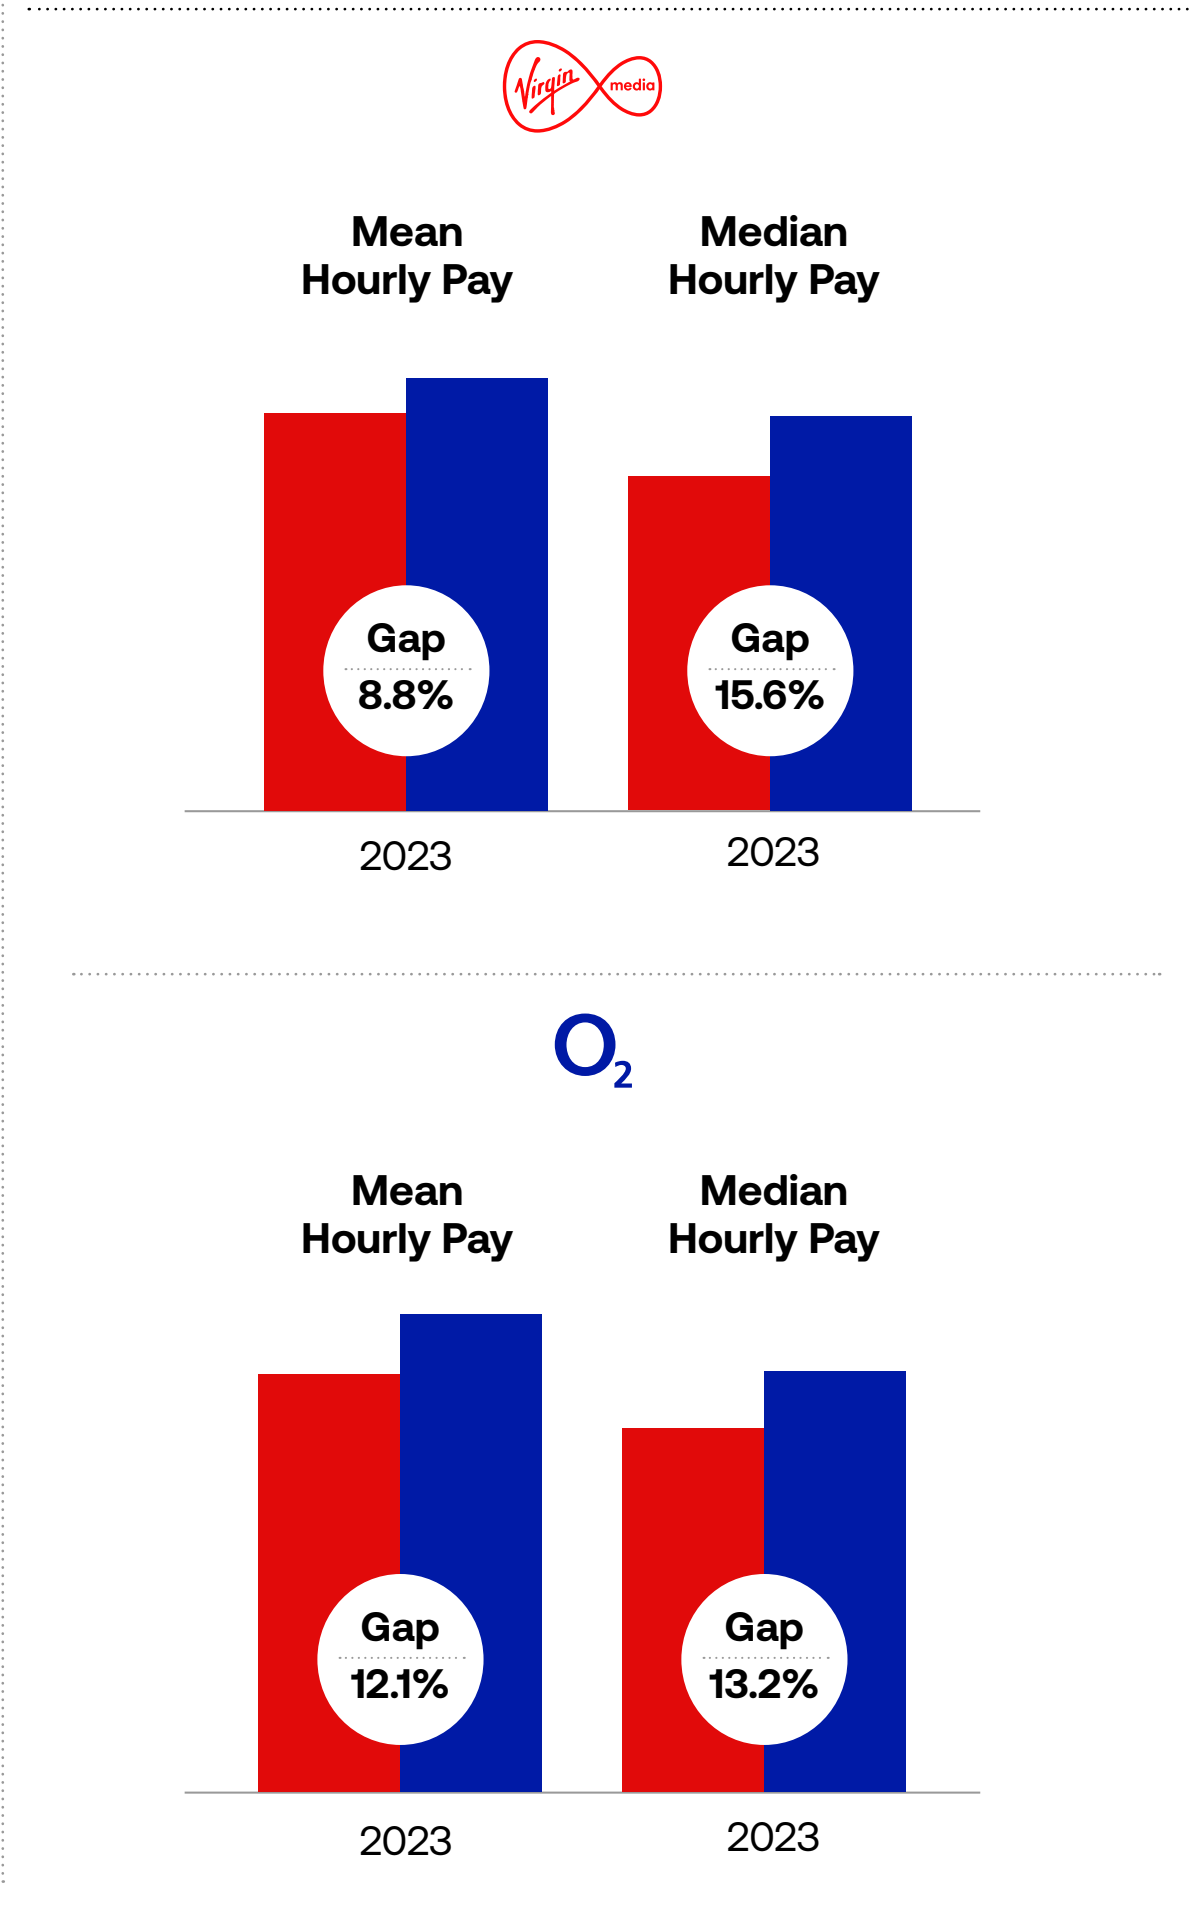 Virgin media
Mean
Hourly Pay
Median
Hourly Pay
Gap
8.8%
Gap
15.6%
2023
2023
O2
Mean
Hourly Pay
Median
Hourly Pay
Gap
12.1%
Gap
13.2%
2023
2023